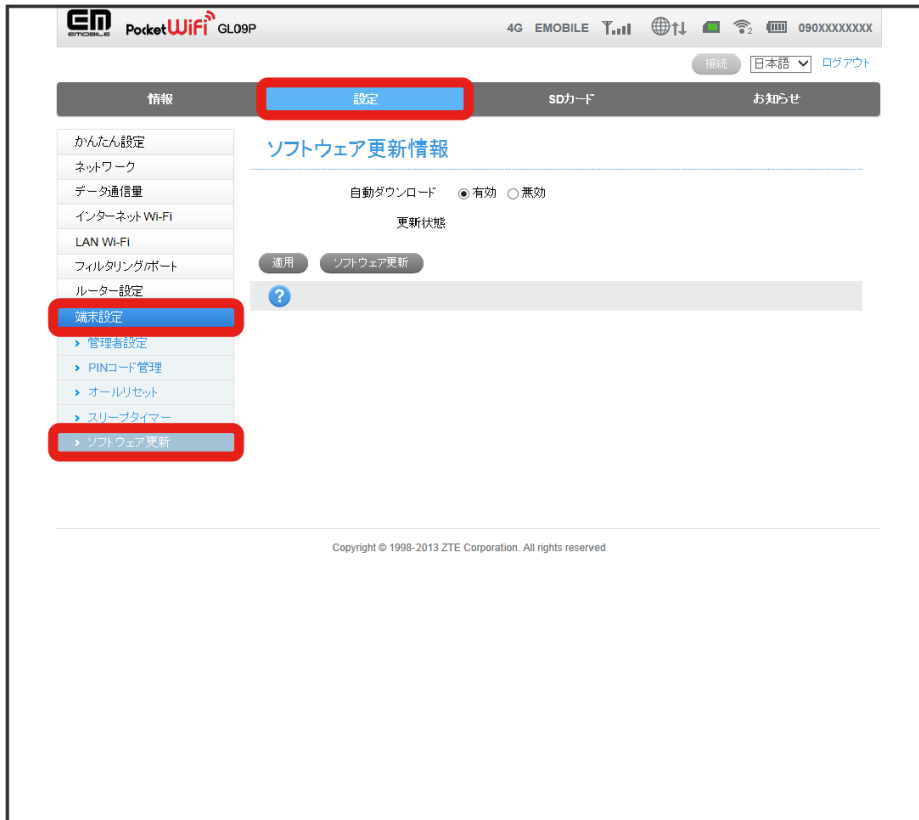 EM EMOBILE PocketWiFi GL09P 4G EMOBILE 2 090XXXXXXXX
接続 日本語 ログアウト
情報 設定 SDカード お知らせ
かんたん設定
ネットワーク
データ通信量
インターネットWi-Fi
LAN Wi-Fi
フィルタリング/ポート
ルーター設定
端末設定
管理者設定
PINコード管理
オールリセット
スリープタイマー
ソフトウェア更新
ソフトウェア更新情報
自動ダウンロード 有効 無効
更新状態
適用 ソフトウェア更新
?
Copyright © 1998-2013 ZTE Corporation. All rights reserved